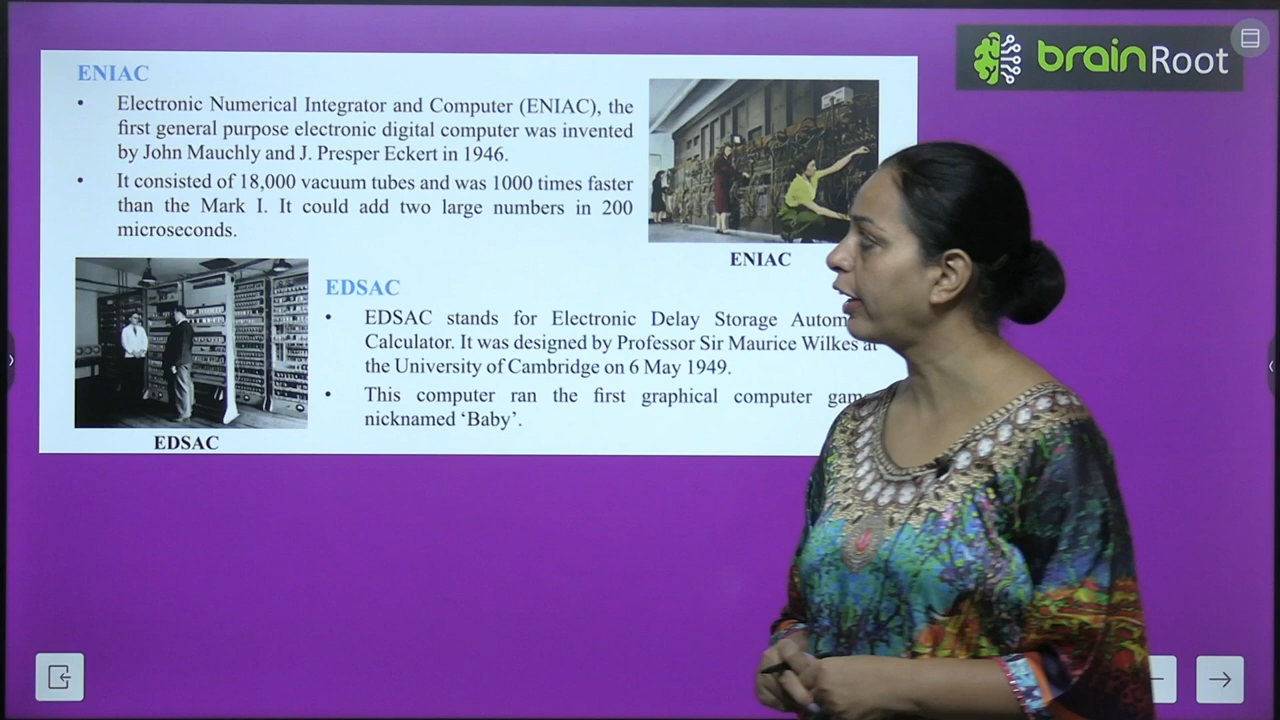 brainRoot
ENIAC
• Electronic Numerical Integrator and Computer (ENIAC), the
first general purpose electronic digital computer was invented
by John Mauchly and J. Presper Eckert in 1946.
• It consisted of 18,000 vacuum tubes and was 1000 times faster
than the Mark I. It could add two large numbers in 200
microseconds.
ENIAC
EDSAC
EDSAC
• EDSAC stands for Electronic Delay Storage
Calculator. It was designed by Professor Sir Maurice Wilkes at
the University of Cambridge on 6 May 1949.
• This computer ran the first graphical computer
nicknamed ‘Baby’.